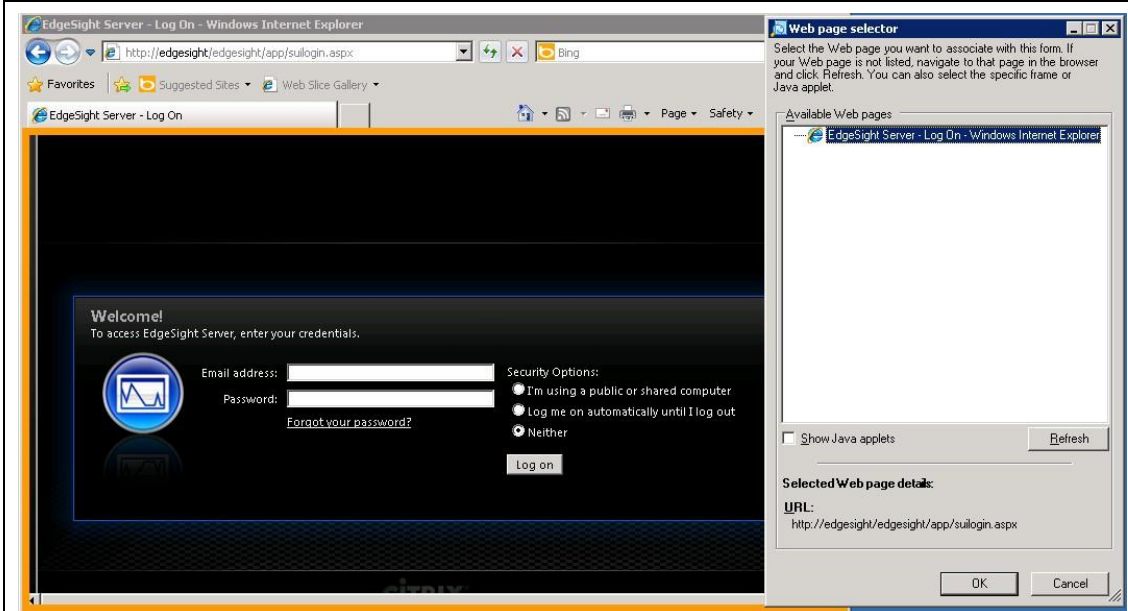 EdgeSight Server - Log On - Windows Internet Explorer
http://edgesight/edgesight/app/suilogin.aspx
Bing
Favorites
Suggested Sites
Web Slice Gallery
EdgeSight Server - Log On
Page
Safety
Welcome!
To access EdgeSight Server, enter your credentials.
Email address:
Password:
Forgot your password?
Security Options:
I'm using a public or shared computer
Log me on automatically until I log out
Neither
Log on
CITRIX
Web page selector
Select the Web page you want to associate with this form. If
your Web page is not listed, navigate to that page in the browser
and click Refresh. You can also select the specific frame or
Java applet.
Available Web pages
EdgeSight Server - Log On - Windows Internet Explorer
Show Java applets
Refresh
Selected Web page details:
URL:
http://edgesight/edgesight/app/suilogin.aspx
OK
Cancel